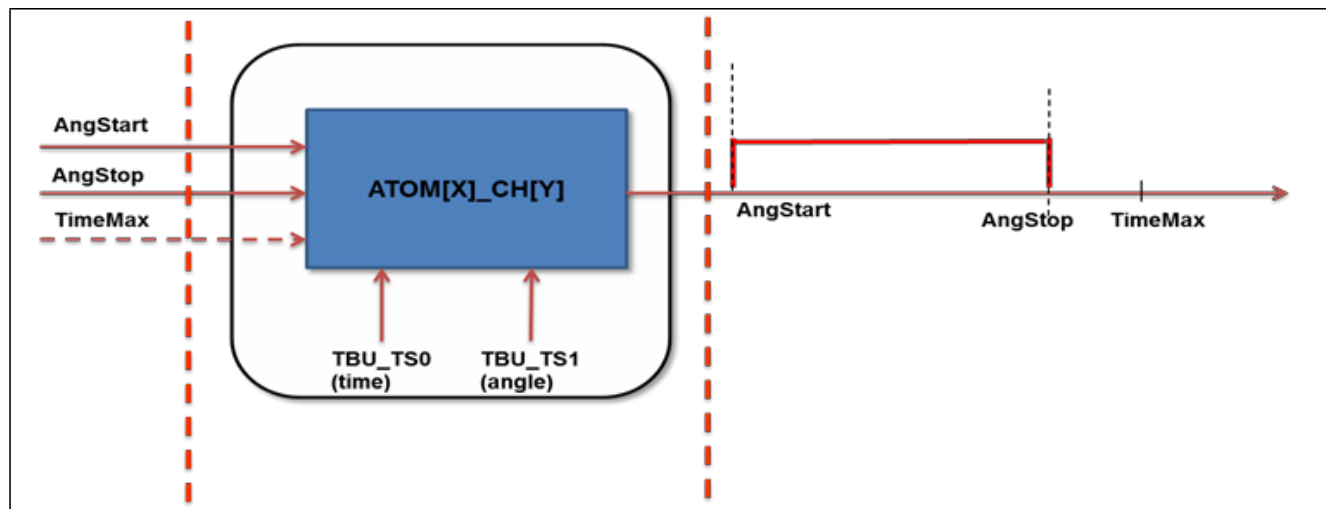 AngStart
AngStop
TimeMax
ATOM[X]_CH[Y]
TBU_TS0
(time)
TBU_TS1
(angle)
AngStart
AngStop
TimeMax